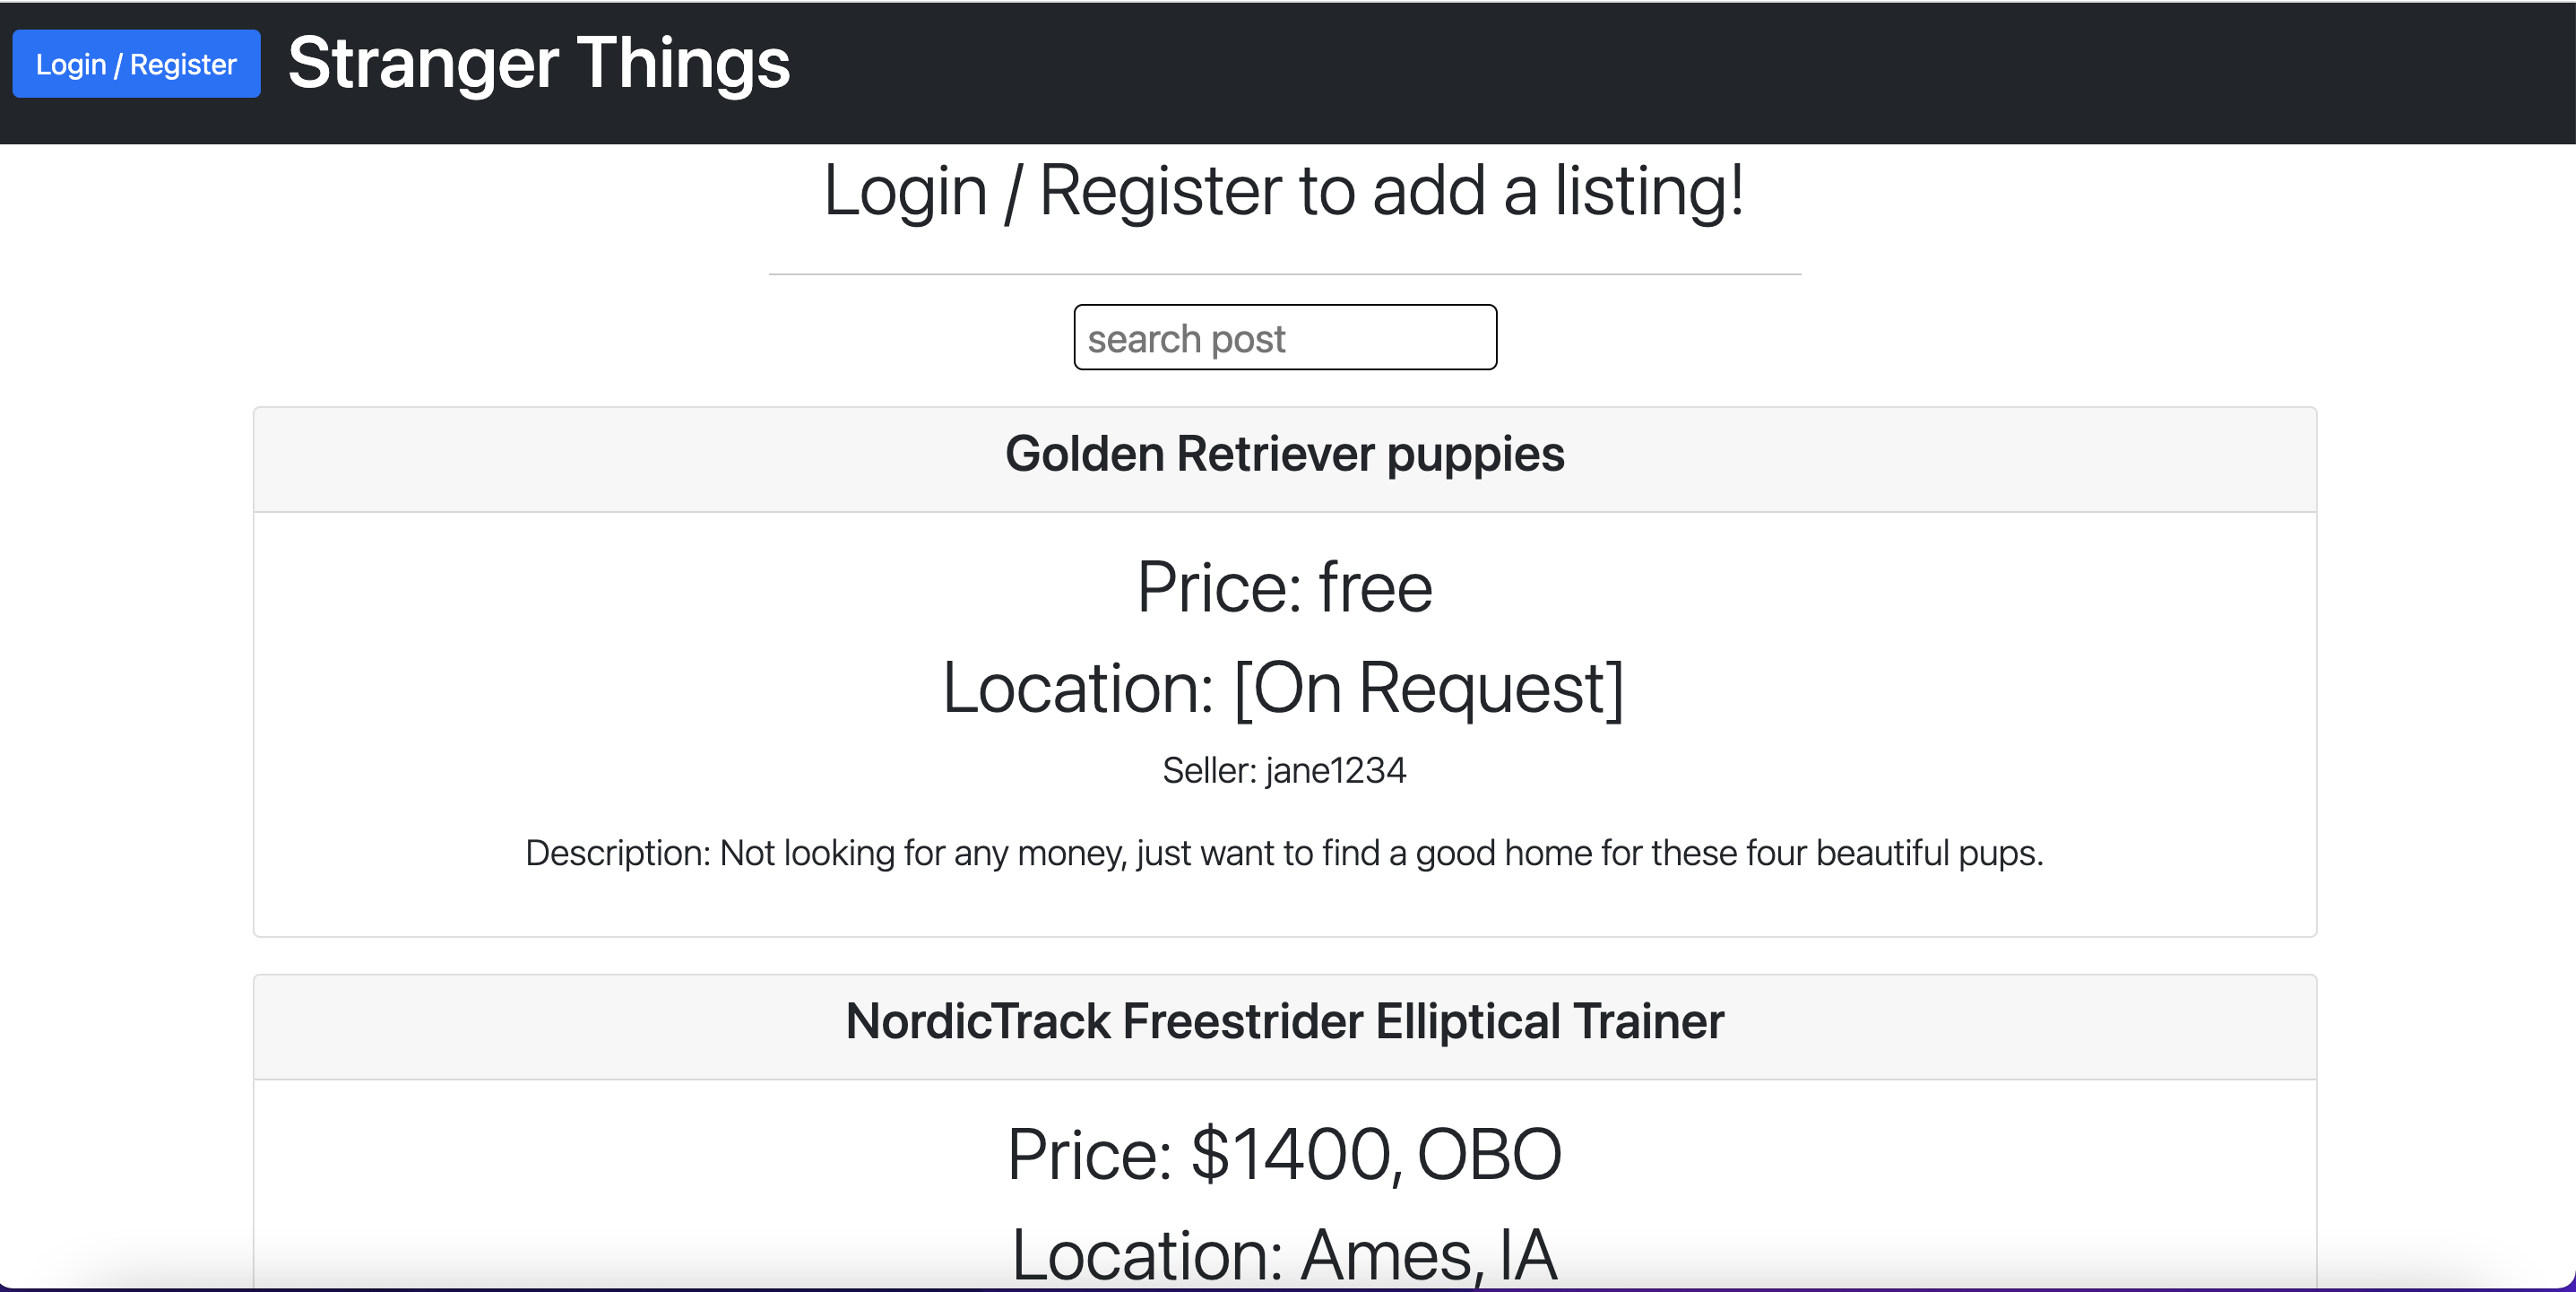 Login / Register
Stranger Things
Login / Register to add a listing!
search post
Golden Retriever puppies
Price: free
Location: [On Request]
Seller: jane1234
Description: Not looking for any money, just want to find a good home for these four beautiful pups.
NordicTrack Freestrider Elliptical Trainer
Price: $1400, OBO
Location: Ames, IA